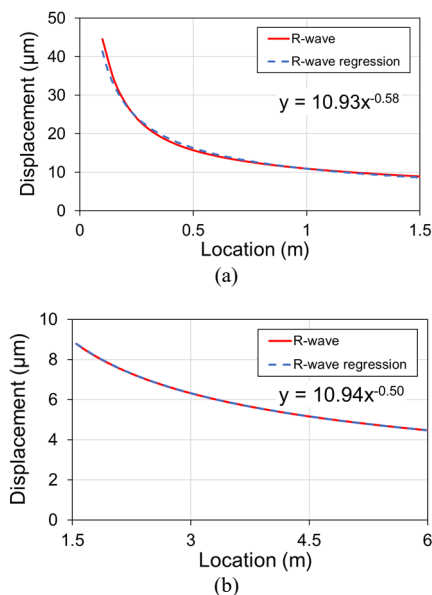 50
40
30
20
10
0
Displacement (μm)
R-wave
R-wave regression
y = 10.93x^-0.58
0 0.5 1 1.5
Location (m)
(a)
10
8
6
4
2
0
Displacement (μm)
R-wave
R-wave regression
y = 10.94x^-0.50
1.5 3 4.5 6
Location (m)
(b)